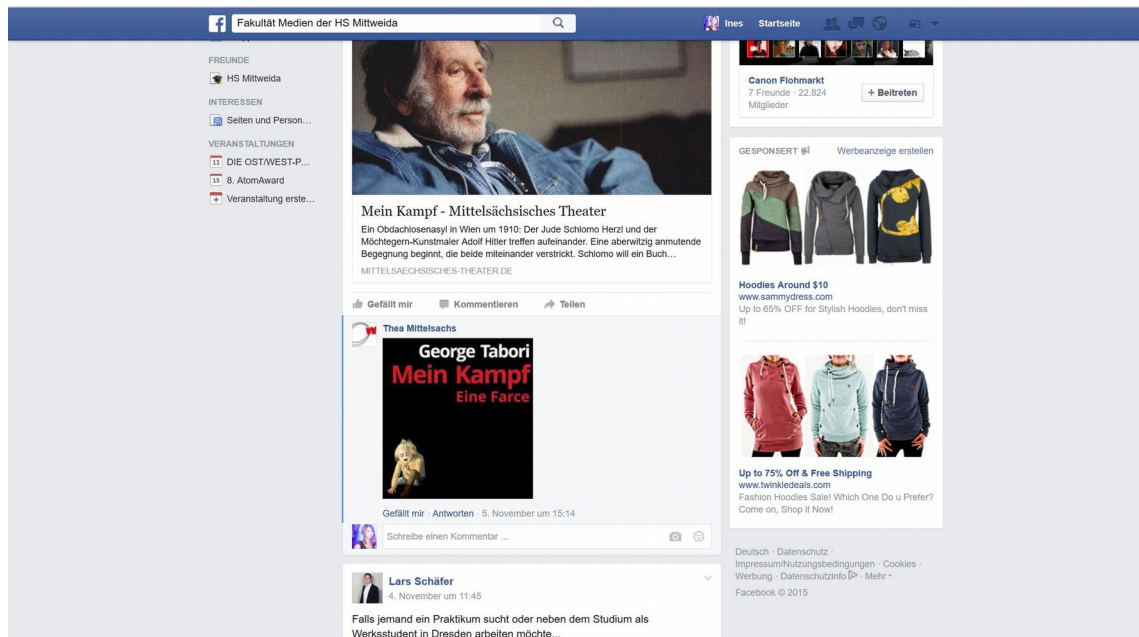 Fakultät Medien der HS Mittweida
Ines
Startseite
FREUNDE
HS Mittweida
INTERESSEN
Seiten und Person...
VERANSTALTUNGEN
11 DIE OST/WEST-P...
15 8. AtomAward
Veranstaltung erste...
Mein Kampf - Mittelsächsisches Theater
Ein Obdachlosenasyl in Wien um 1910: Der Jude Schlomo Herzl und der
Möchtegern-Kunstmaler Adolf Hitler treffen aufeinander. Eine aberwitzig anmutende
Begegnung beginnt, die beide miteinander verstrickt. Schlomo will ein Buch…
MITTELSAECHSISCHES-THEATER.DE
Gefällt mir Kommentieren Teilen
Thea Mittelsachs
George Tabori
Mein Kampf
Eine Farce
Gefällt mir · Antworten · 5. November um 15:14
Schreibe einen Kommentar ...
Lars Schäfer
4. November um 11:45
Falls jemand ein Praktikum sucht oder neben dem Studium als
Werksstudent in Dresden arbeiten möchte...
Canon Flohmarkt
7 Freunde · 22.824
Mitglieder
+ Beitreten
GESPONSERT
Werbeanzeige erstellen
Hoodies Around $10
www.sammydress.com
Up to 65% OFF for Stylish Hoodies, don't miss
it!
Up to 75% Off & Free Shipping
www.twinkledeals.com
Fashion Hoodies Sale! Which One Do u Prefer?
Come on, Shop it Now!
Deutsch · Datenschutz ·
Impressum/Nutzungsbedingungen · Cookies ·
Werbung · Datenschutzinfo · Mehr
Facebook © 2015